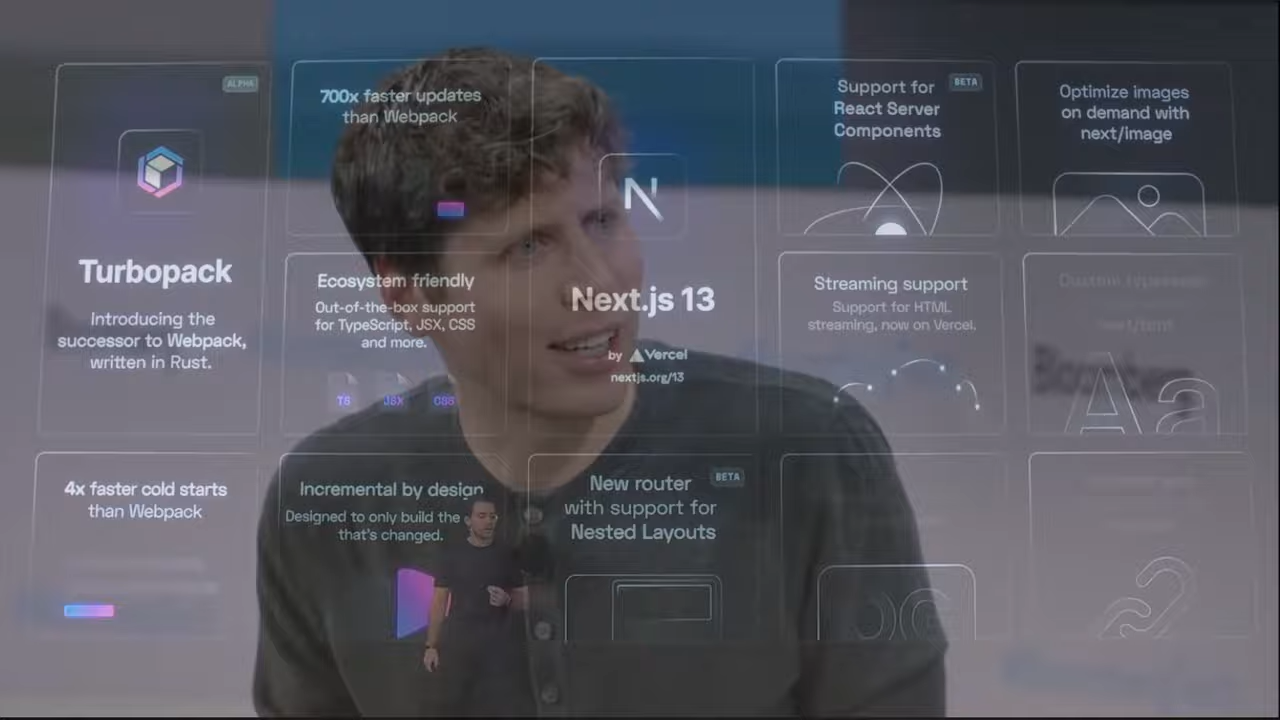 ALPHA
Turbopack
Introducing the
successor to Webpack,
written in Rust.
4x faster cold starts
than Webpack
700x faster updates
than Webpack
Ecosystem friendly
Out-of-the-box support
for TypeScript, JSX, CSS
and more.
TS JSX CSS
Incremental by design
Designed to only build the
that's changed.
N
Next.js 13
by Vercel
nextjs.org/13
New router
BETA
with support for
Nested Layouts
Support for
BETA
React Server
Components
Streaming support
Support for HTML
streaming, now on Vercel.
Optimize images
on demand with
next/image
Aa